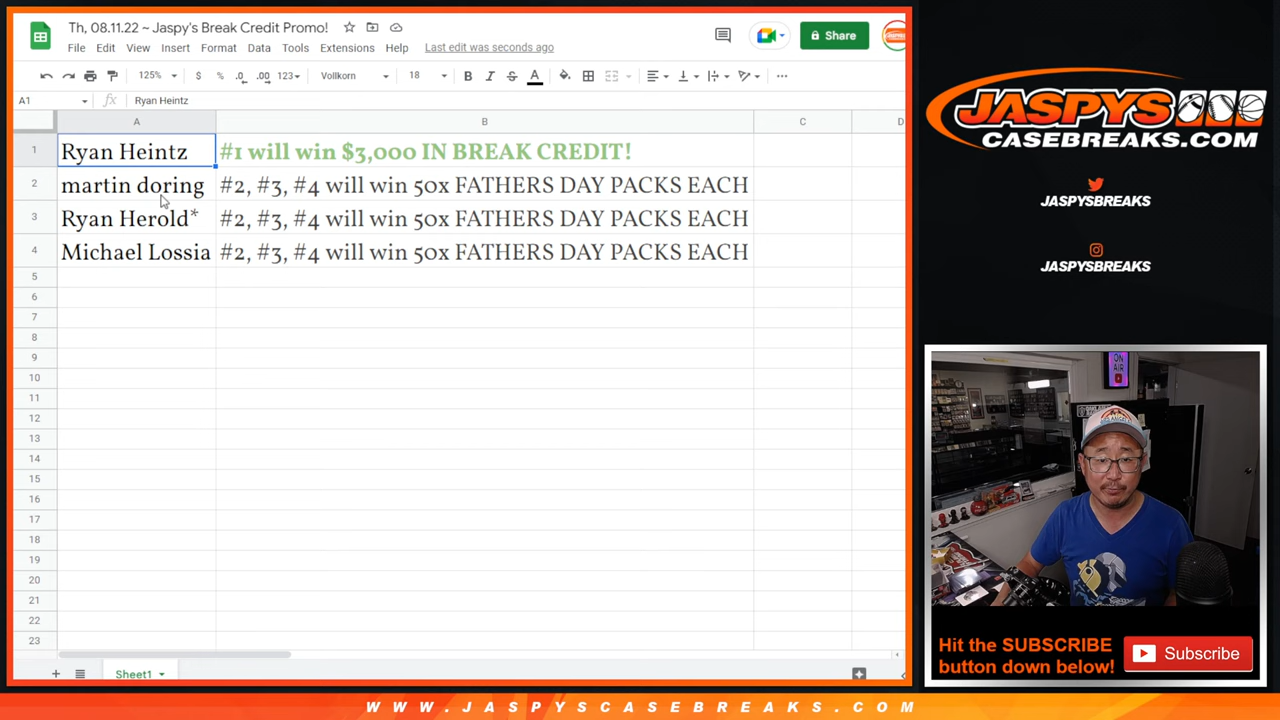 Th, 08.11.22 ~ Jaspy's Break Credit Promo!
File Edit View Insert Format Data Tools Extensions Help Last edit was seconds ago
Share
125% $ % .0 .00 123 Vollkorn 18 B I S A
A1 fx Ryan Heintz
A B C D
1 Ryan Heintz #1 will win $3,000 IN BREAK CREDIT!
2 martin doring #2, #3, #4 will win 50x FATHERS DAY PACKS EACH
3 Ryan Herold* #2, #3, #4 will win 50x FATHERS DAY PACKS EACH
4 Michael Lossia #2, #3, #4 will win 50x FATHERS DAY PACKS EACH
5
6
7
8
9
10
11
12
13
14
15
16
17
18
19
20
21
22
23
Sheet1
JASPYS
CASEBREAKS.COM
JASPYSBREAKS
JASPYSBREAKS
ON
AIR
Hit the SUBSCRIBE
button down below!
Subscribe
WWW.JASPYSCASEBREAKS.COM